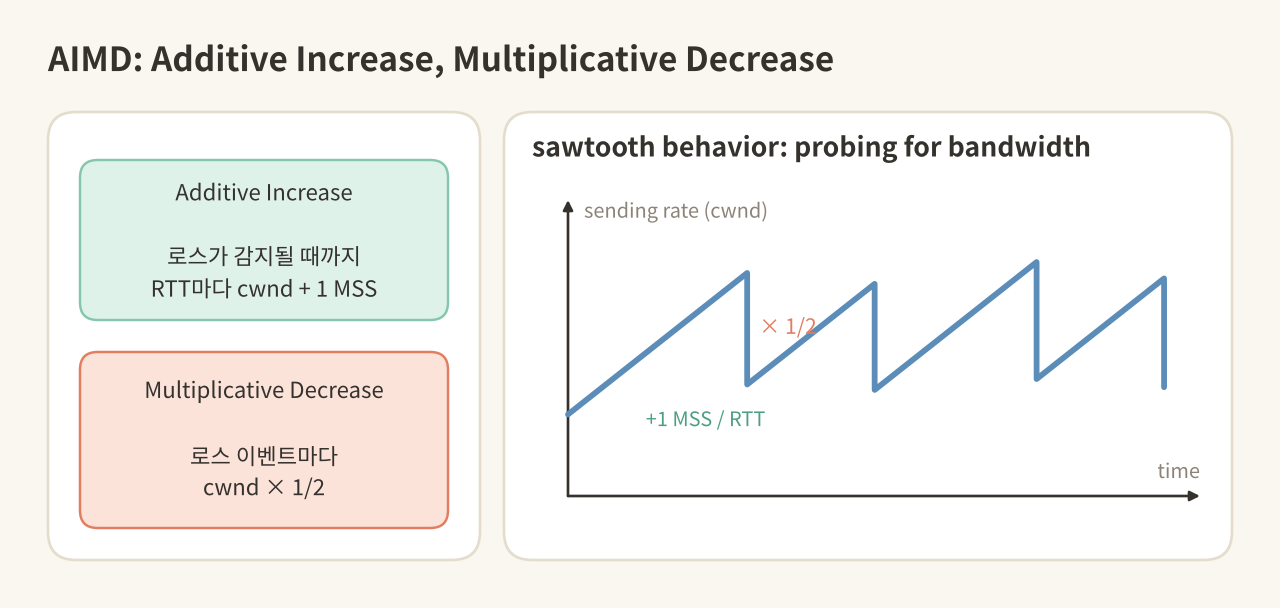 AIMD: Additive Increase, Multiplicative Decrease
Additive Increase
로스가 감지될 때까지
RTT마다 cwnd + 1 MSS
Multiplicative Decrease
로스 이벤트마다
cwnd × 1/2
sawtooth behavior: probing for bandwidth
sending rate (cwnd)
× 1/2
+1 MSS / RTT
time